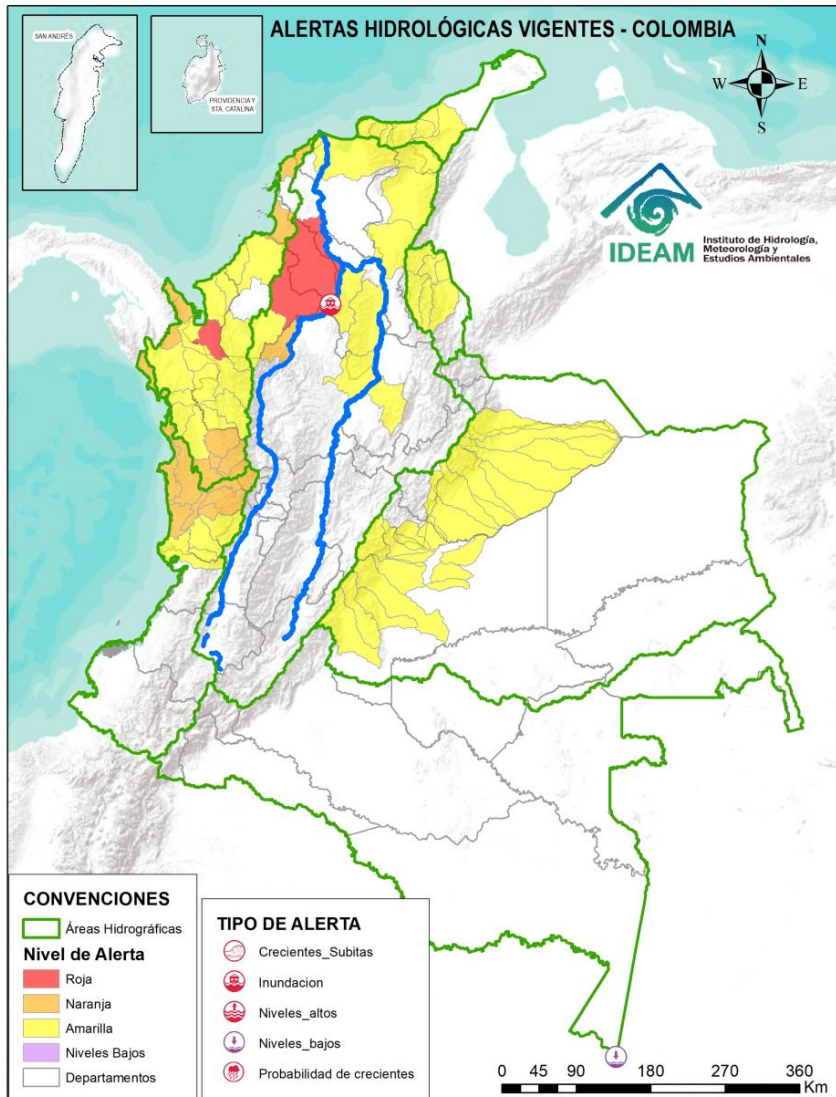 ALERTAS HIDROLÓGICAS VIGENTES - COLOMBIA
SAN ANDRÉS
PROVIDENCIA Y
STA. CATALINA
N
W
E
S
IDEAM
Instituto de Hidrología,
Meteorología y
Estudios Ambientales
CONVENCIONES
Áreas Hidrográficas
Nivel de Alerta
Roja
Naranja
Amarilla
Niveles Bajos
Departamentos
TIPO DE ALERTA
Crecientes_Subitas
Inundacion
Niveles_altos
Niveles_bajos
Probabilidad de crecientes
0 45 90 180 270 360
Km